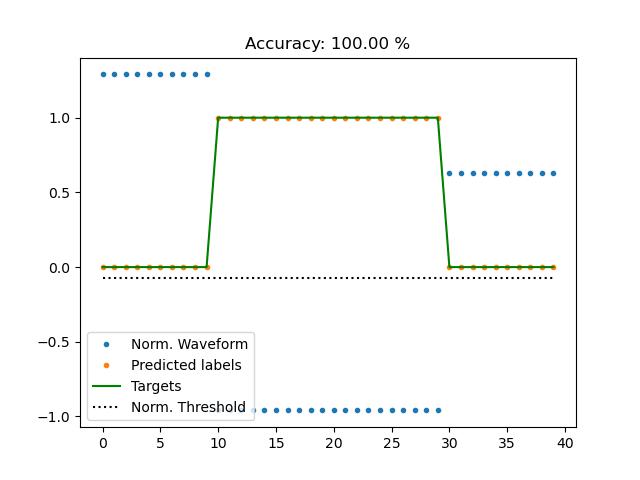 Accuracy: 100.00 %
1.0
0.5
0.0
−0.5
−1.0
Norm. Waveform
Predicted labels
Targets
Norm. Threshold
0 5 10 15 20 25 30 35 40